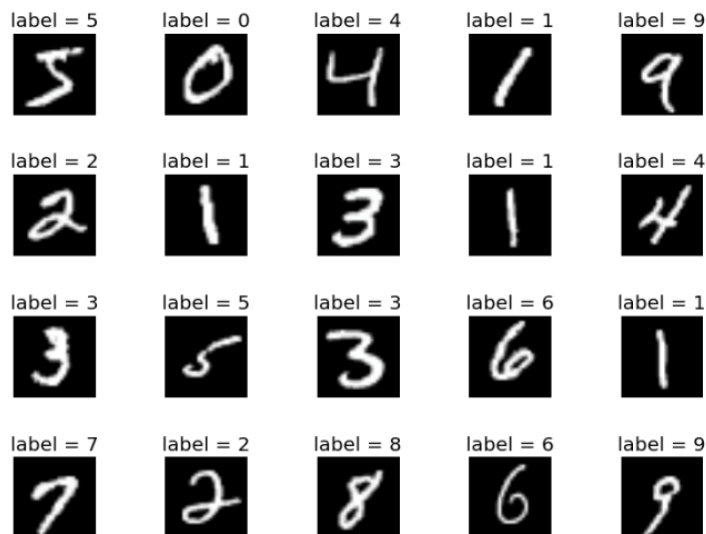 label = 5 label = 0 label = 4 label = 1 label = 9
5 0 4 1 9
label = 2 label = 1 label = 3 label = 1 label = 4
2 1 3 1 4
label = 3 label = 5 label = 3 label = 6 label = 1
3 5 3 6 1
label = 7 label = 2 label = 8 label = 6 label = 9
7 2 8 6 9